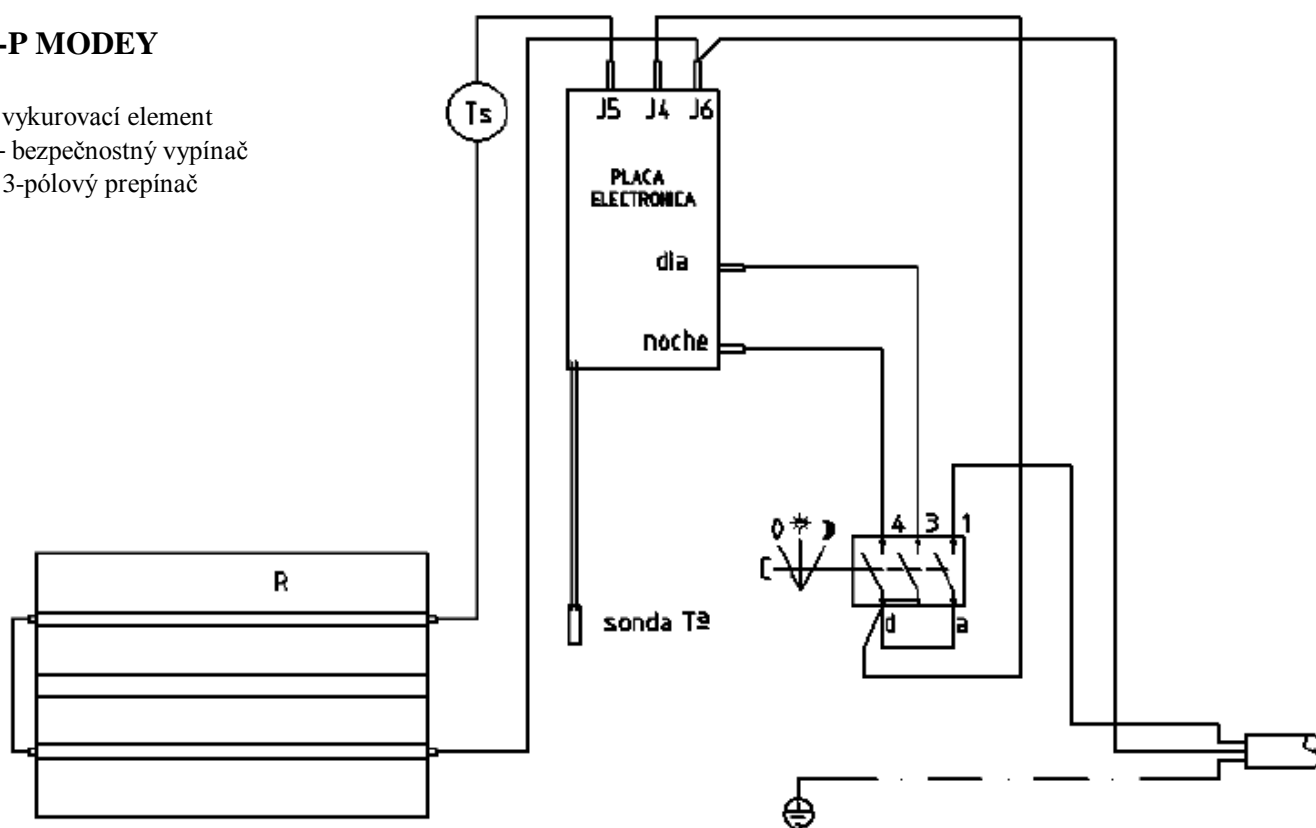 -P MODEY
vykurovací element
- bezpečnostný vypínač
3-pólový prepínač
Ts
J5 J4 J6
PLACA
ELECTRONICA
dia
noche
0
4 3 1
R
sonda Tª
d a